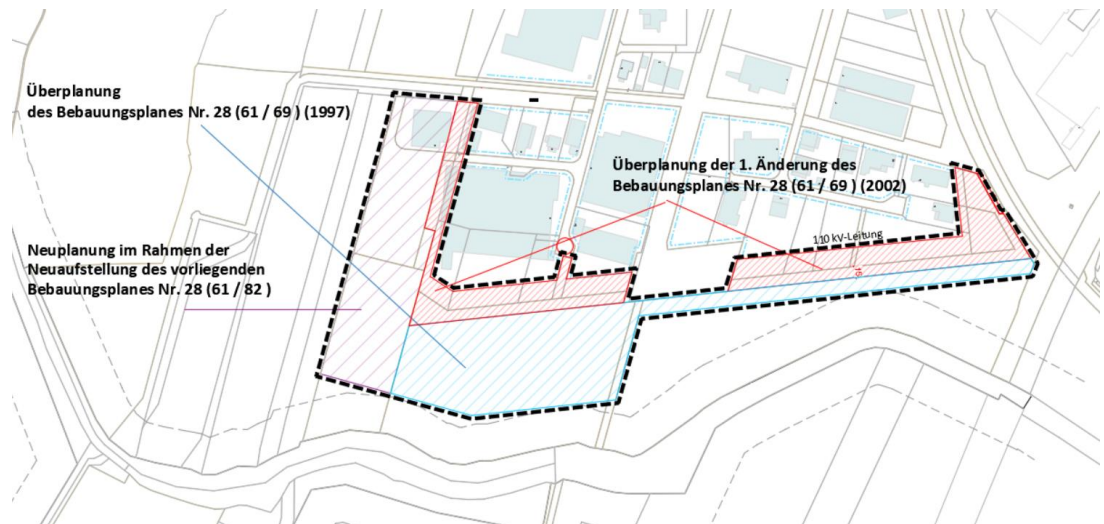 Überplanung
des Bebauungsplanes Nr. 28 (61 / 69 ) (1997)
Überplanung der 1. Änderung des
Bebauungsplanes Nr. 28 (61 / 69 ) (2002)
Neuplanung im Rahmen der
Neuaufstellung des vorliegenden
Bebauungsplanes Nr. 28 (61 / 82 )
110 kV-Leitung